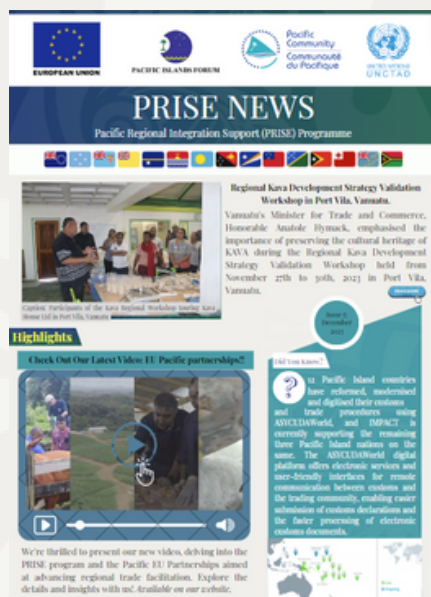 EUROPEAN UNION
PACIFIC ISLANDS FORUM
Pacific
Community
Communauté
du Pacifique
UNITED NATIONS
UNCTAD
PRISE NEWS
Pacific Regional Integration Support (PRISE) Programme
Regional Kava Development Strategy Validation
Workshop in Port Vila, Vanuatu.
Vanuatu's Minister for Trade and Commerce,
Honorable Anatole Hymack, emphasised the
importance of preserving the cultural heritage of
KAVA during the Regional Kava Development
Strategy Validation Workshop held from
November 27th to 30th, 2023 in Port Vila,
Vanuatu.
Caption. Participants of the Kava Regional Workshop touring Kava
House Ltd in Port Vila, Vanuatu
Issue 5:
December
Highlights
Check Out Our Latest Video: EU Pacific partnerships!!
We're thrilled to present our new video, delving into the
PRISE program and the Pacific EU Partnerships aimed
at advancing regional trade facilitation. Explore the
details and insights with us! Available on our website.
Did You Know?
?
12 Pacific Island countries
have reformed, modernised
and digitised their customs
and trade procedures using
ASYCUDAWorld, and IMPACT is
currently supporting the remaining
three Pacific Island nations on
the same. The ASYCUDAWorld digital
platform offers electronic services and
user-friendly interfaces for remote
communication between customs and
the trading community, enabling easier
submission of customs declarations and
the faster processing of electronic
customs documents.